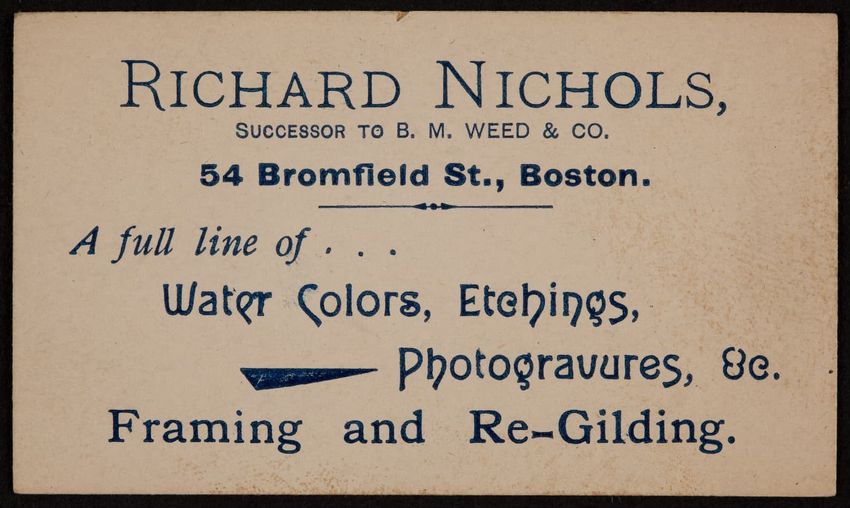 Richard Nichols,
Successor to B. M. Weed & Co.
54 Bromfield St., Boston.
A full line of . . .
Water Colors, Etchings,
Photogravures, &c.
Framing and Re-Gilding.